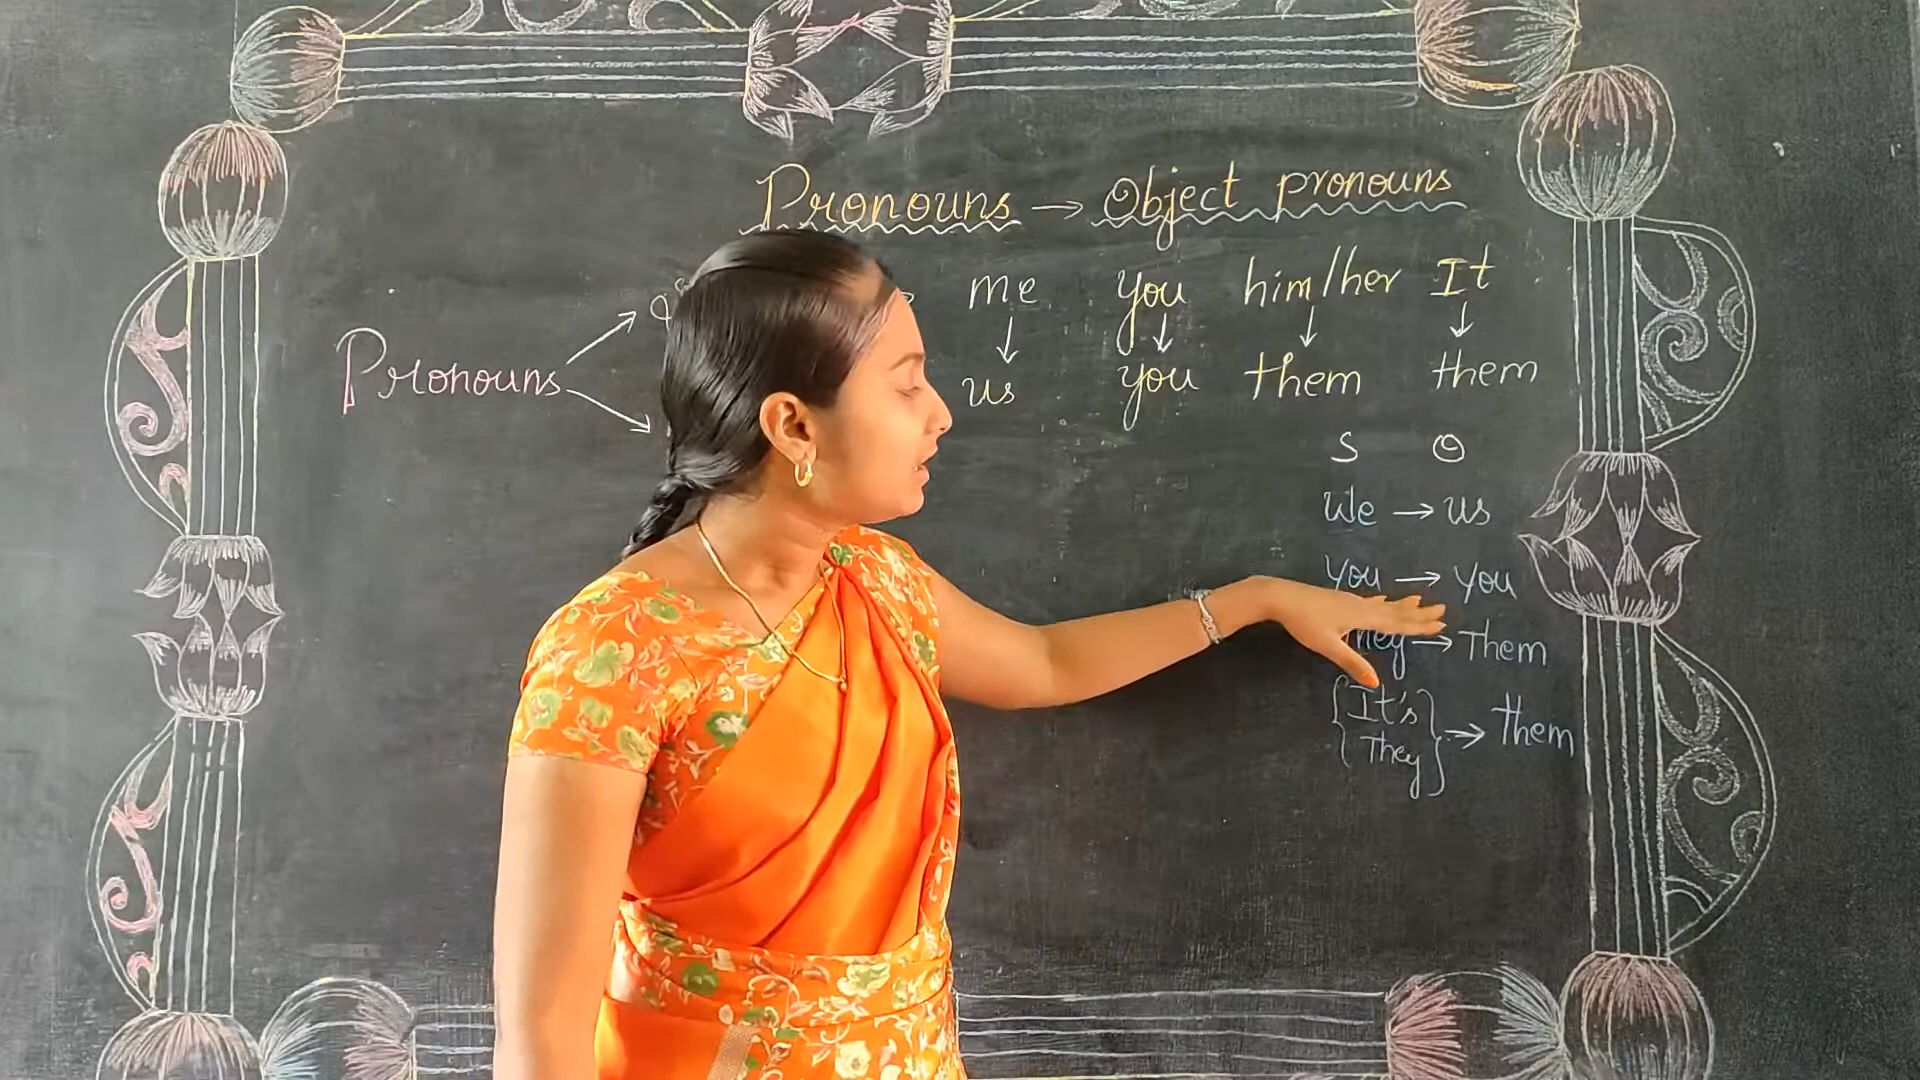 Pronouns → Object pronouns
Pronouns
me you him/her It
↓ ↓ ↓ ↓
us you them them
S O
We → us
you → you
→ Them
{It's They} → them